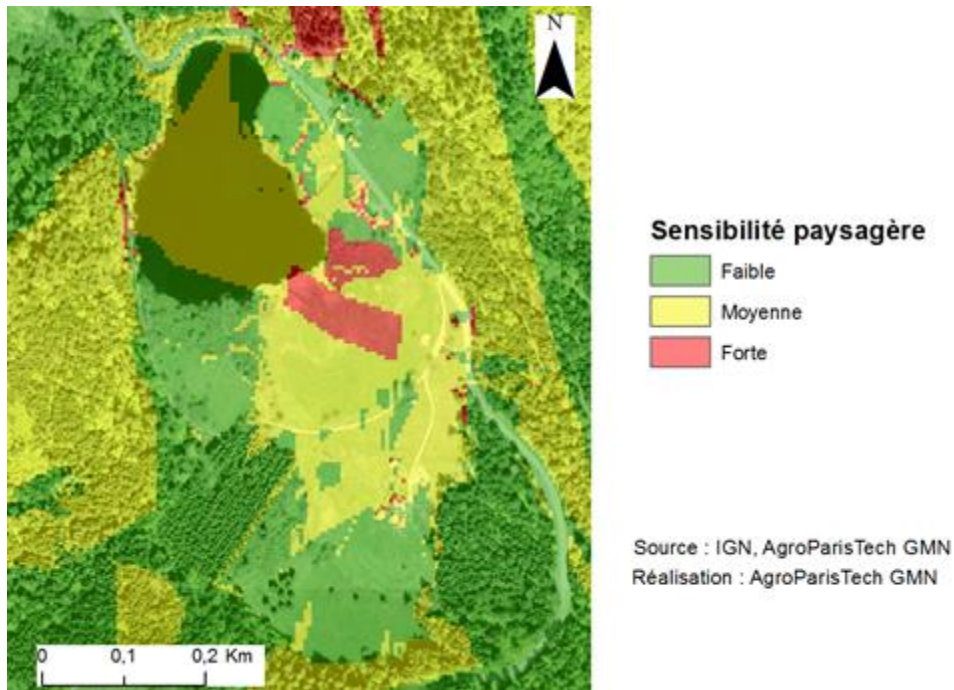 N
Sensibilité paysagère
Faible
Moyenne
Forte
Source : IGN, AgroParisTech GMN
Réalisation : AgroParisTech GMN
0 0,1 0,2 Km